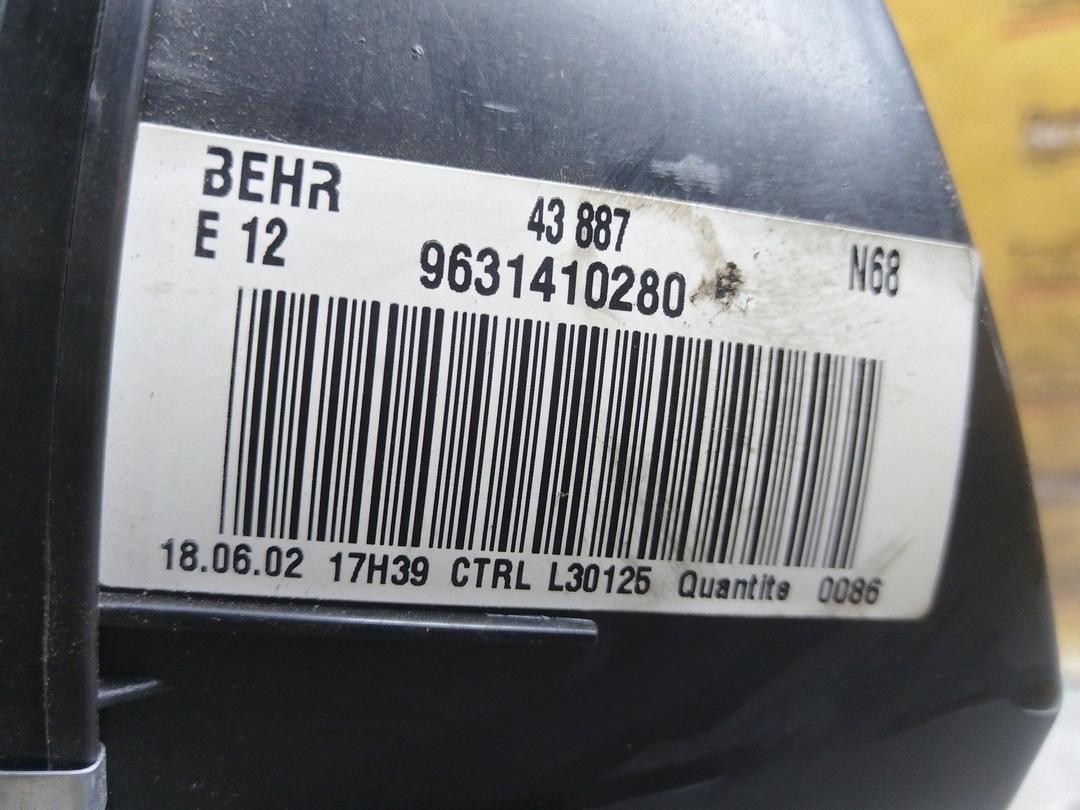 BEHR
43 887
E 12
9631410280
N68
18.06.02 17H39 CTRL L30125 Quantite 0086